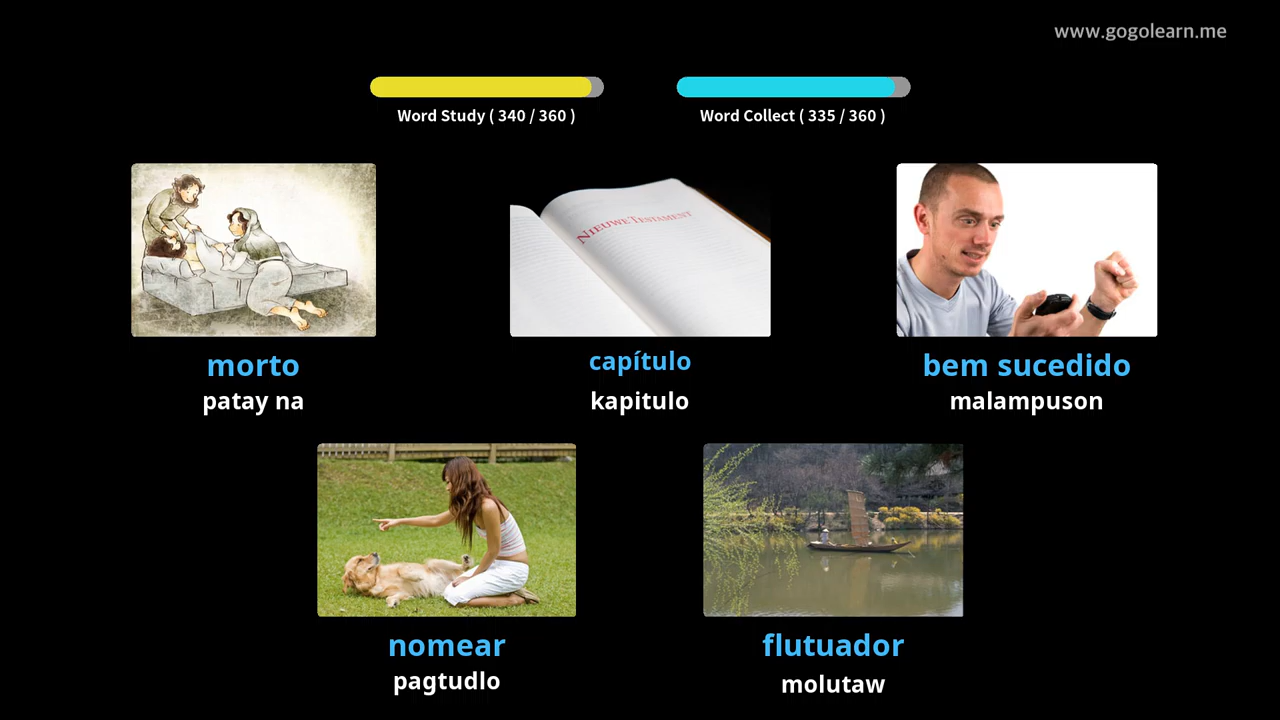 www.gogolearn.me
Word Study ( 340 / 360 )
Word Collect ( 335 / 360 )
NIEUWE TESTAMENT
morto
patay na
capítulo
kapitulo
bem sucedido
malampuson
nomear
pagtudlo
flutuador
molutaw